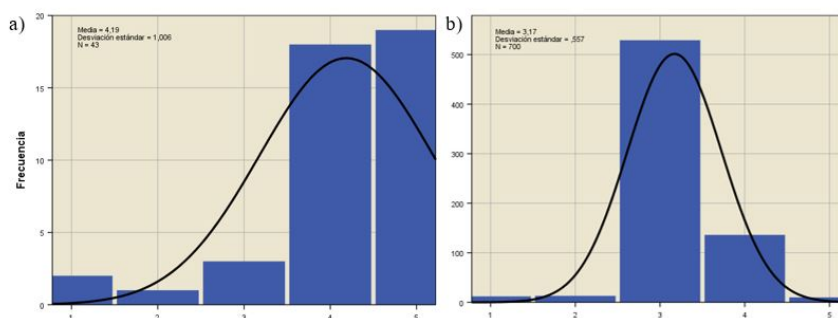 a)
Media = 4,19
Desviación estándar = 1,006
N = 43
Frecuencia
20
15
10
5
0
1 2 3 4 5
b)
Media = 3,17
Desviación estándar = ,557
N = 700
500
400
300
200
100
0
1 2 3 4 5